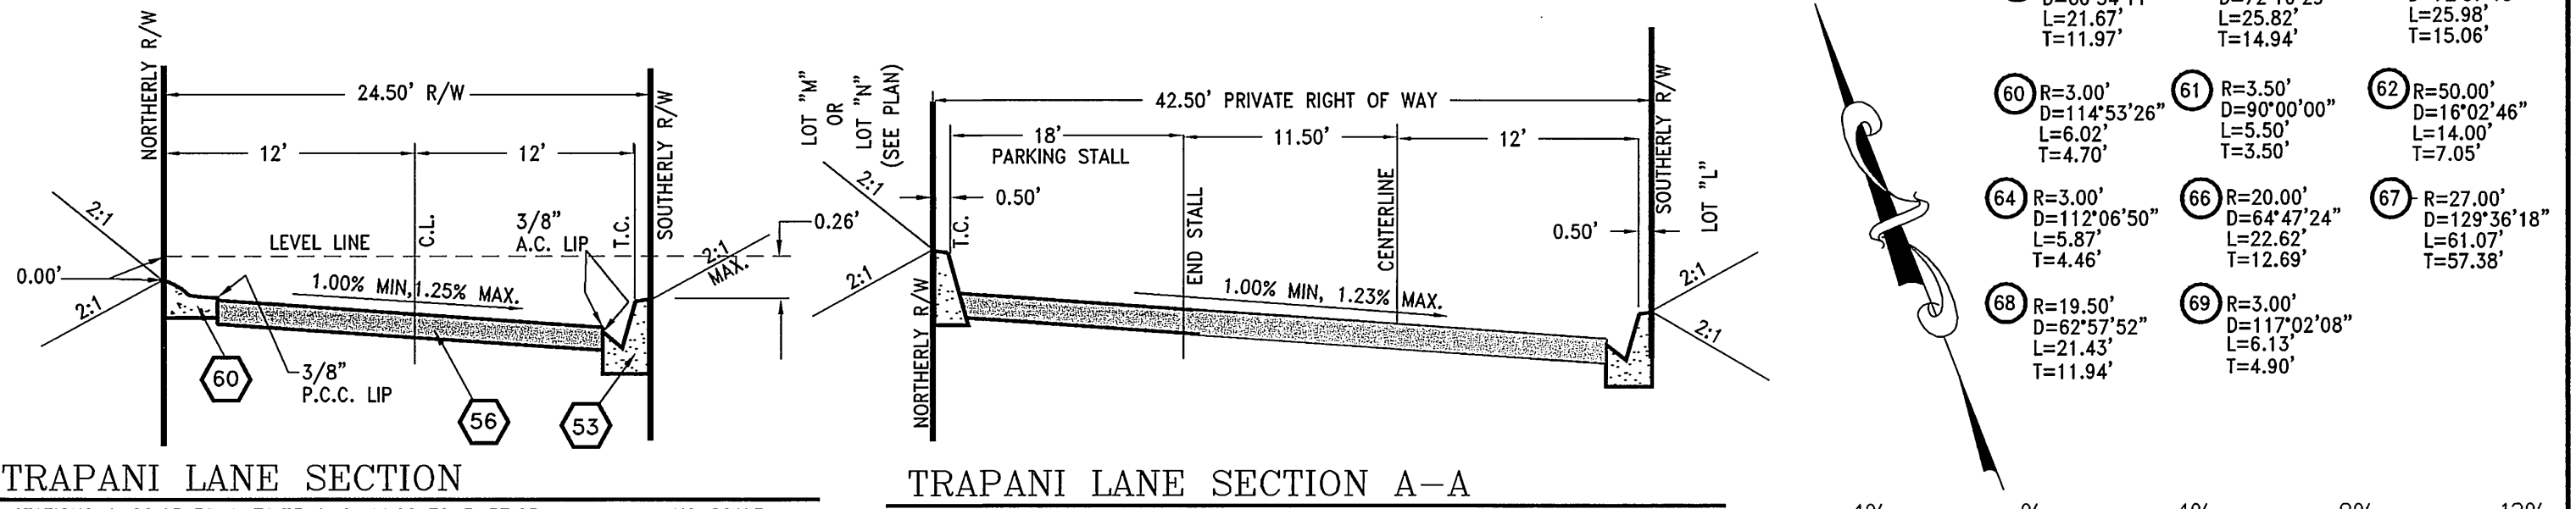 NORTHERLY R/W
24.50' R/W
12'
12'
SOUTHERLY R/W
2:1
LEVEL LINE
C.L.
3/8"
A.C. LIP
T.C.
0.26'
2:1
MAX.
0.00'
2:1
1.00% MIN, 1.25% MAX.
60
3/8"
P.C.C. LIP
56
53
TRAPANI LANE SECTION
LOT "M"
OR
LOT "N"
(SEE PLAN)
42.50' PRIVATE RIGHT OF WAY
18'
PARKING STALL
11.50'
12'
SOUTHERLY R/W
LOT "L"
2:1
0.50'
T.C.
END STALL
CENTERLINE
0.50'
2:1
1.00% MIN, 1.23% MAX.
2:1
2:1
NORTHERLY R/W
TRAPANI LANE SECTION A-A
L=21.67'
T=11.97'
L=25.82'
T=14.94'
L=25.98'
T=15.06'
60 R=3.00'
D=114°53'26"
L=6.02'
T=4.70'
61 R=3.50'
D=90°00'00"
L=5.50'
T=3.50'
62 R=50.00'
D=16°02'46"
L=14.00'
T=7.05'
64 R=3.00'
D=112°06'50"
L=5.87'
T=4.46'
66 R=20.00'
D=64°47'24"
L=22.62'
T=12.69'
67 R=27.00'
D=129°36'18"
L=61.07'
T=57.38'
68 R=19.50'
D=62°57'52"
L=21.43'
T=11.94'
69 R=3.00'
D=117°02'08"
L=6.13'
T=4.90'